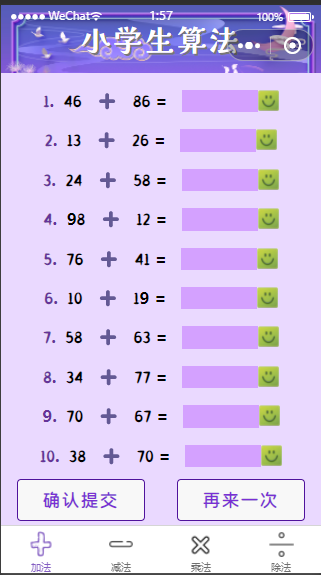 WeChat 1:57 100%
小学生算法
1. 46 + 86 =
2. 13 + 26 =
3. 24 + 58 =
4. 98 + 12 =
5. 76 + 41 =
6. 10 + 19 =
7. 58 + 63 =
8. 34 + 77 =
9. 70 + 67 =
10. 38 + 70 =
确认提交 再来一次
加法 减法 乘法 除法